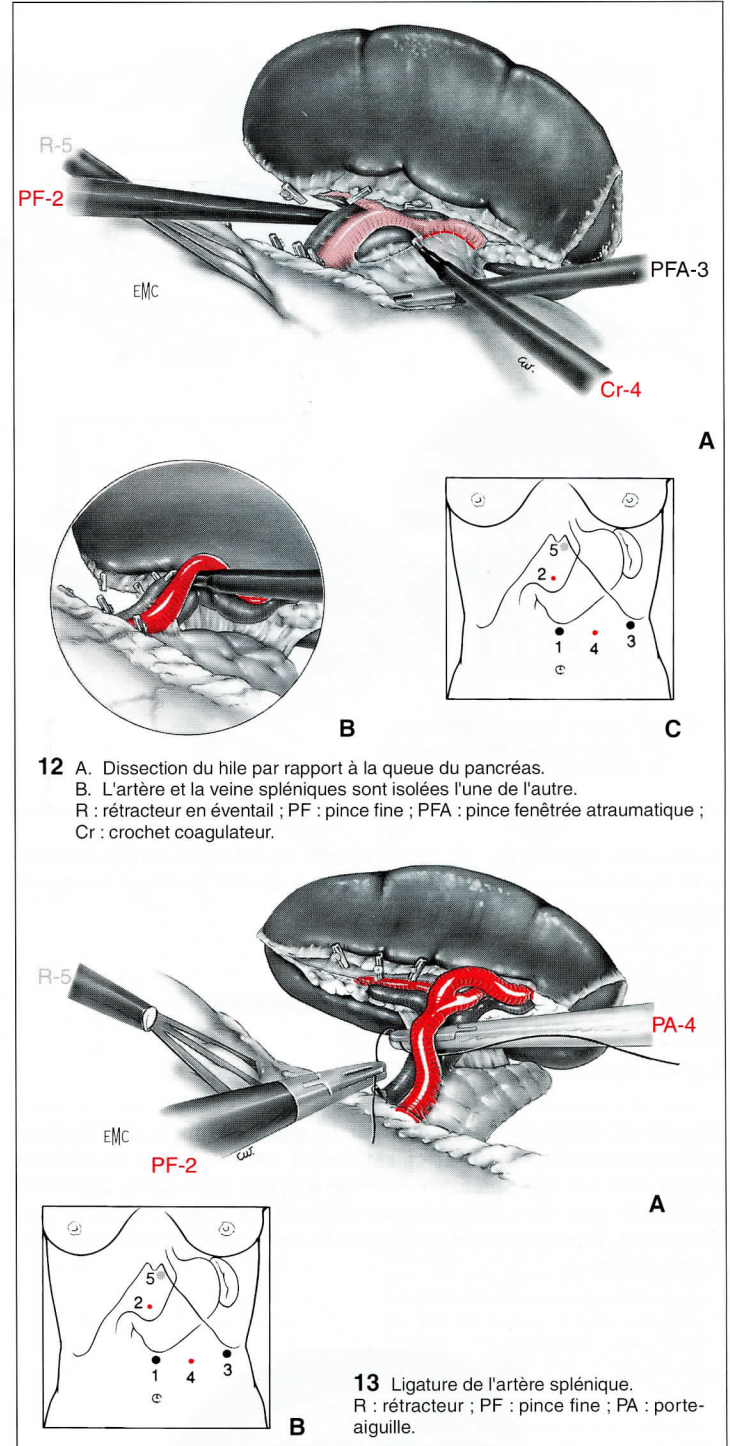 R-5
PF-2
EMC
PFA-3
Cr-4
A
B
5
2
1
4
3
C
12 A. Dissection du hile par rapport à la queue du pancréas.
B. L'artère et la veine spléniques sont isolées l'une de l'autre.
R : rétracteur en éventail ; PF : pince fine ; PFA : pince fenêtrée atraumatique ;
Cr : crochet coagulateur.
R-5
PA-4
EMC
PF-2
A
5
2
1
4
3
B
13 Ligature de l'artère splénique.
R : rétracteur ; PF : pince fine ; PA : porte-
aiguille.